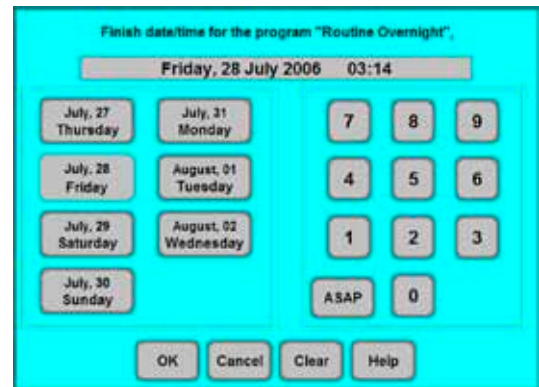 Finish date/time for the program "Routine Overnight",
Friday, 28 July 2006 03:14
July, 27
Thursday
July, 28
Friday
July, 29
Saturday
July, 30
Sunday
July, 31
Monday
August, 01
Tuesday
August, 02
Wednesday
7 8 9
4 5 6
1 2 3
ASAP 0
OK Cancel Clear Help